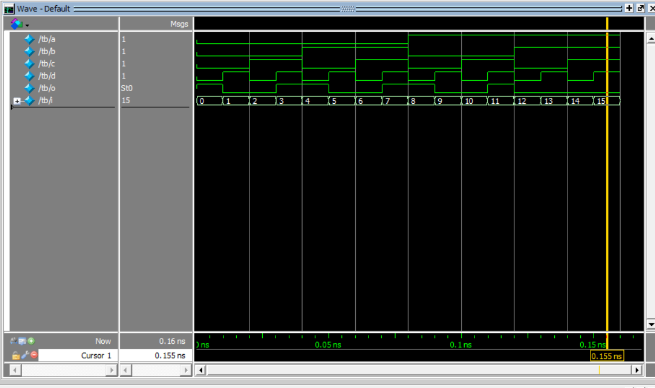 Wave - Default
Msgs
/tb/a 1
/tb/b 1
/tb/c 1
/tb/d 1
/tb/o St0
/tb/i 15 0 1 2 3 4 5 6 7 8 9 10 11 12 13 14 15
Now 0.16 ns ns 0.05 ns 0.1 ns 0.15 ns
Cursor 1 0.155 ns 0.155 ns